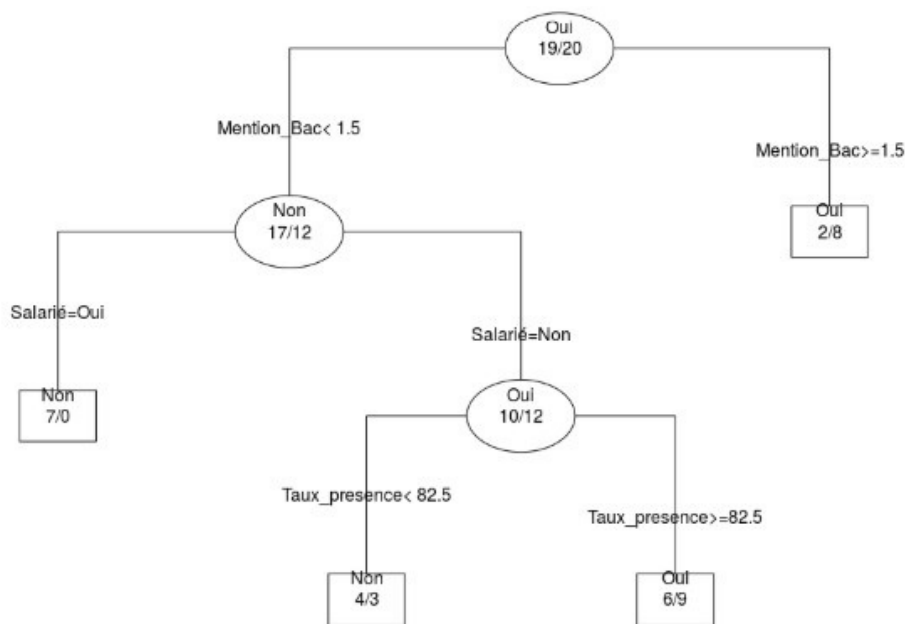 Oui
19/20
Mention_Bac< 1.5
Mention_Bac>=1.5
Non
17/12
Oui
2/8
Salarié=Oui
Salarié=Non
Non
7/0
Oui
10/12
Taux_presence< 82.5
Taux_presence>=82.5
Non
4/3
Oui
6/9